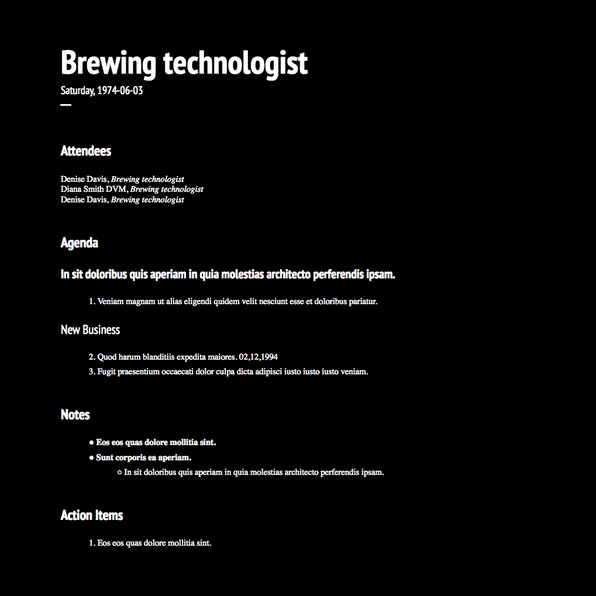 Brewing technologist
Saturday, 1974-06-03
Attendees
Denise Davis, Brewing technologist
Diana Smith DVM, Brewing technologist
Denise Davis, Brewing technologist
Agenda
In sit doloribus quis aperiam in quia molestias architecto perferendis ipsam.
1. Veniam magnam ut alias eligendi quidem velit nesciunt esse et doloribus pariatur.
New Business
2. Quod harum blanditiis expedita maiores. 02,12,1994
3. Fugit praesentium occaecati dolor culpa dicta adipisci iusto iusto iusto veniam.
Notes
● Eos eos quas dolore mollitia sint.
● Sunt corporis ea aperiam.
○ In sit doloribus quis aperiam in quia molestias architecto perferendis ipsam.
Action Items
1. Eos eos quas dolore mollitia sint.